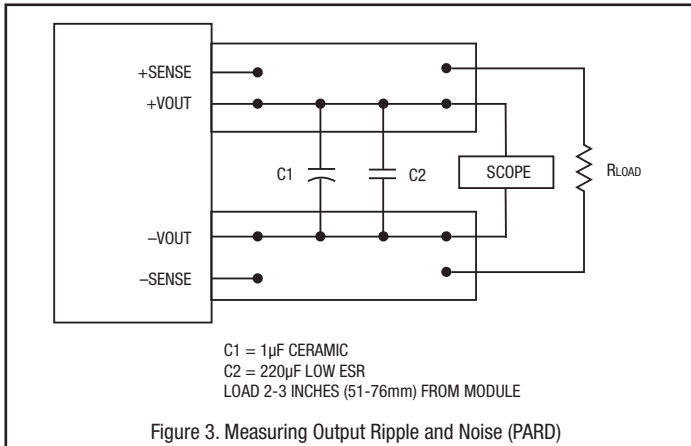 +SENSE
+VOUT
C1
C2
SCOPE
RLOAD
–VOUT
–SENSE
C1 = 1µF CERAMIC
C2 = 220µF LOW ESR
LOAD 2-3 INCHES (51-76mm) FROM MODULE
Figure 3. Measuring Output Ripple and Noise (PARD)